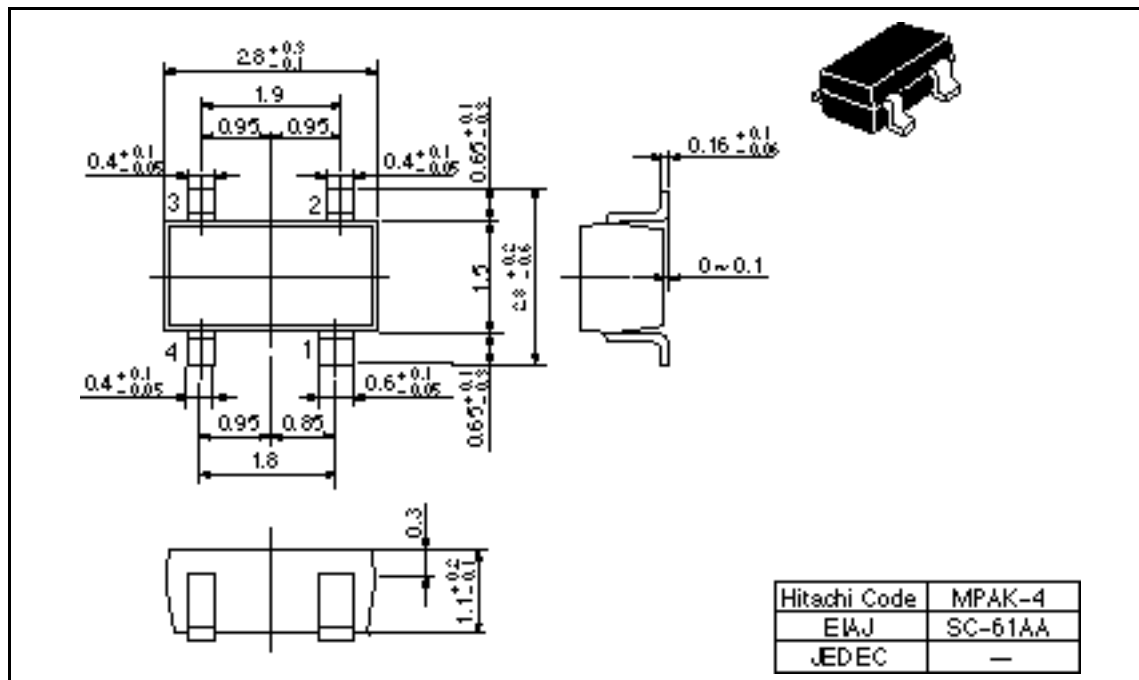 2.8 +0.3 −0.1
1.9
0.95 0.95
0.4 +0.1 −0.05
0.4 +0.1 −0.05
0.65 +0.1 −0.3
0.16 +0.1 −0.06
3
2
1.5
2.8 +0.2 −0.6
0 ~ 0.1
4
1
0.4 +0.1 −0.05
0.6 +0.1 −0.05
0.65 +0.1 −0.3
0.95 0.85
1.8
0.3
1.1 +0.2 −0.1
Hitachi Code MPAK-4
EIAJ SC-61AA
JEDEC —